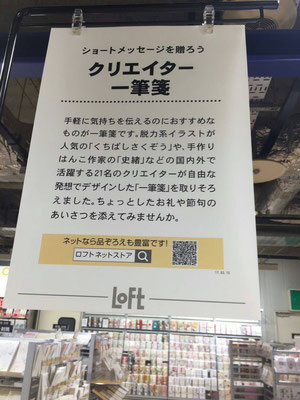 ショートメッセージを贈ろう
クリエイター
一筆箋
手軽に気持ちを伝えるのにおすすめな
ものが一筆箋です。脱力系イラストが
人気の「くちばしさくぞう」や、手作り
はんこ作家の「史緒」などの国内外で
活躍する21名のクリエイターが自由な
発想でデザインした「一筆箋」を取りそろ
えました。ちょっとしたお礼や節句の
あいさつを添えてみませんか。
ネットなら品ぞろえも豊富です!
ロフトネットストア
LOFT